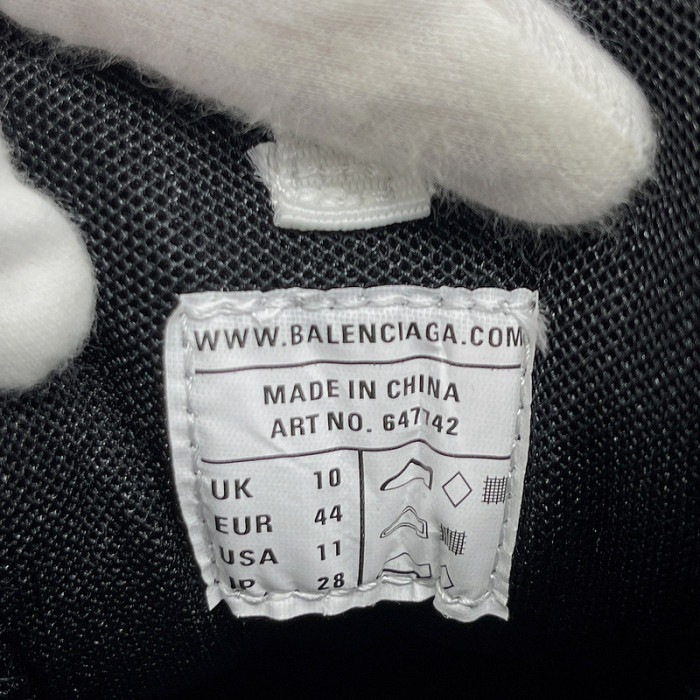 WWW.BALENCIAGA.COM
MADE IN CHINA
ART NO. 647742
UK 10
EUR 44
USA 11
28